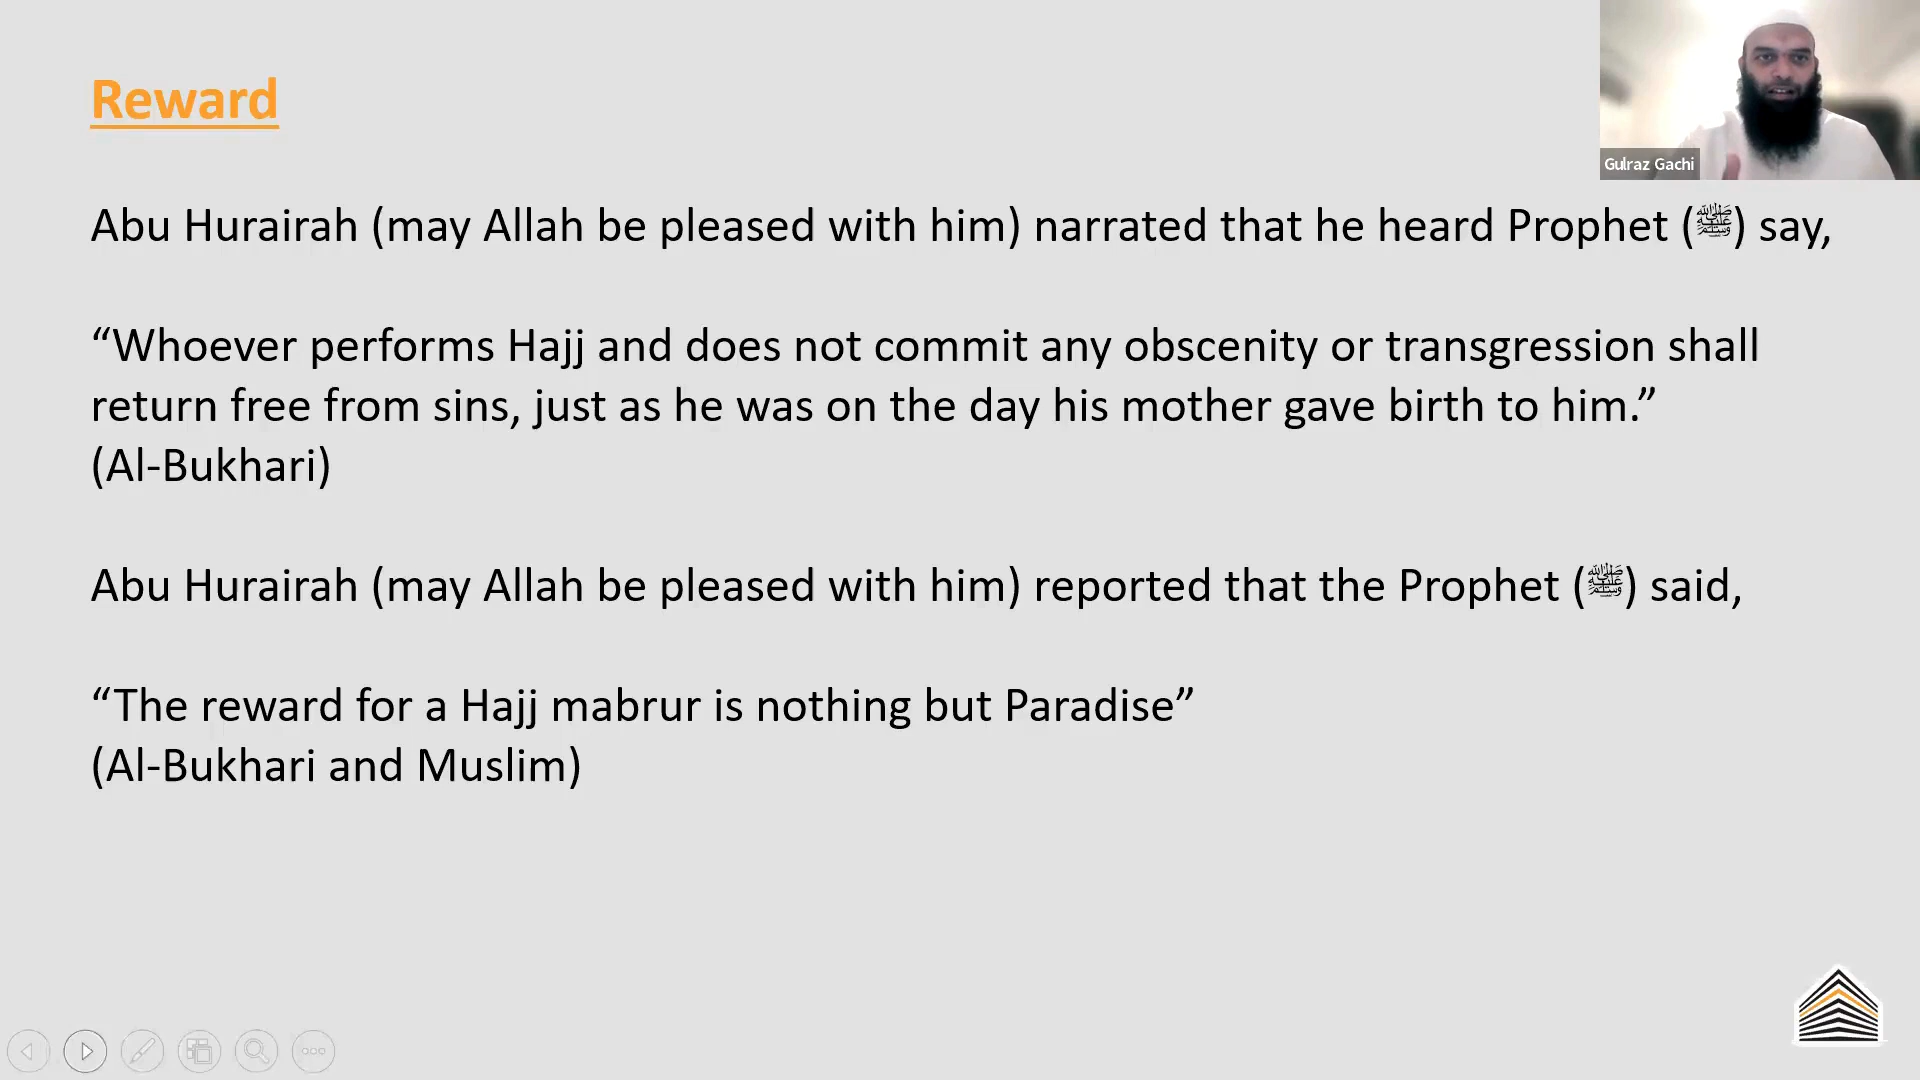 Reward
Gulraz Gachi
Abu Hurairah (may Allah be pleased with him) narrated that he heard Prophet (ﷺ) say,
“Whoever performs Hajj and does not commit any obscenity or transgression shall
return free from sins, just as he was on the day his mother gave birth to him.”
(Al-Bukhari)
Abu Hurairah (may Allah be pleased with him) reported that the Prophet (ﷺ) said,
“The reward for a Hajj mabrur is nothing but Paradise”
(Al-Bukhari and Muslim)